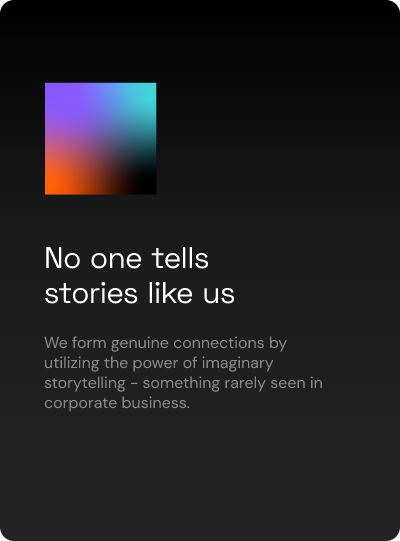 No one tells
stories like us
We form genuine connections by
utilizing the power of imaginary
storytelling - something rarely seen in
corporate business.